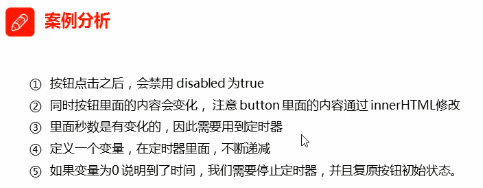 案例分析
① 按钮点击之后，会禁用 disabled 为true
② 同时按钮里面的内容会变化， 注意 button 里面的内容通过 innerHTML修改
③ 里面秒数是有变化的，因此需要用到定时器
④ 定义一个变量，在定时器里面，不断递减
⑤ 如果变量为0 说明到了时间，我们需要停止定时器，并且复原按钮初始状态。